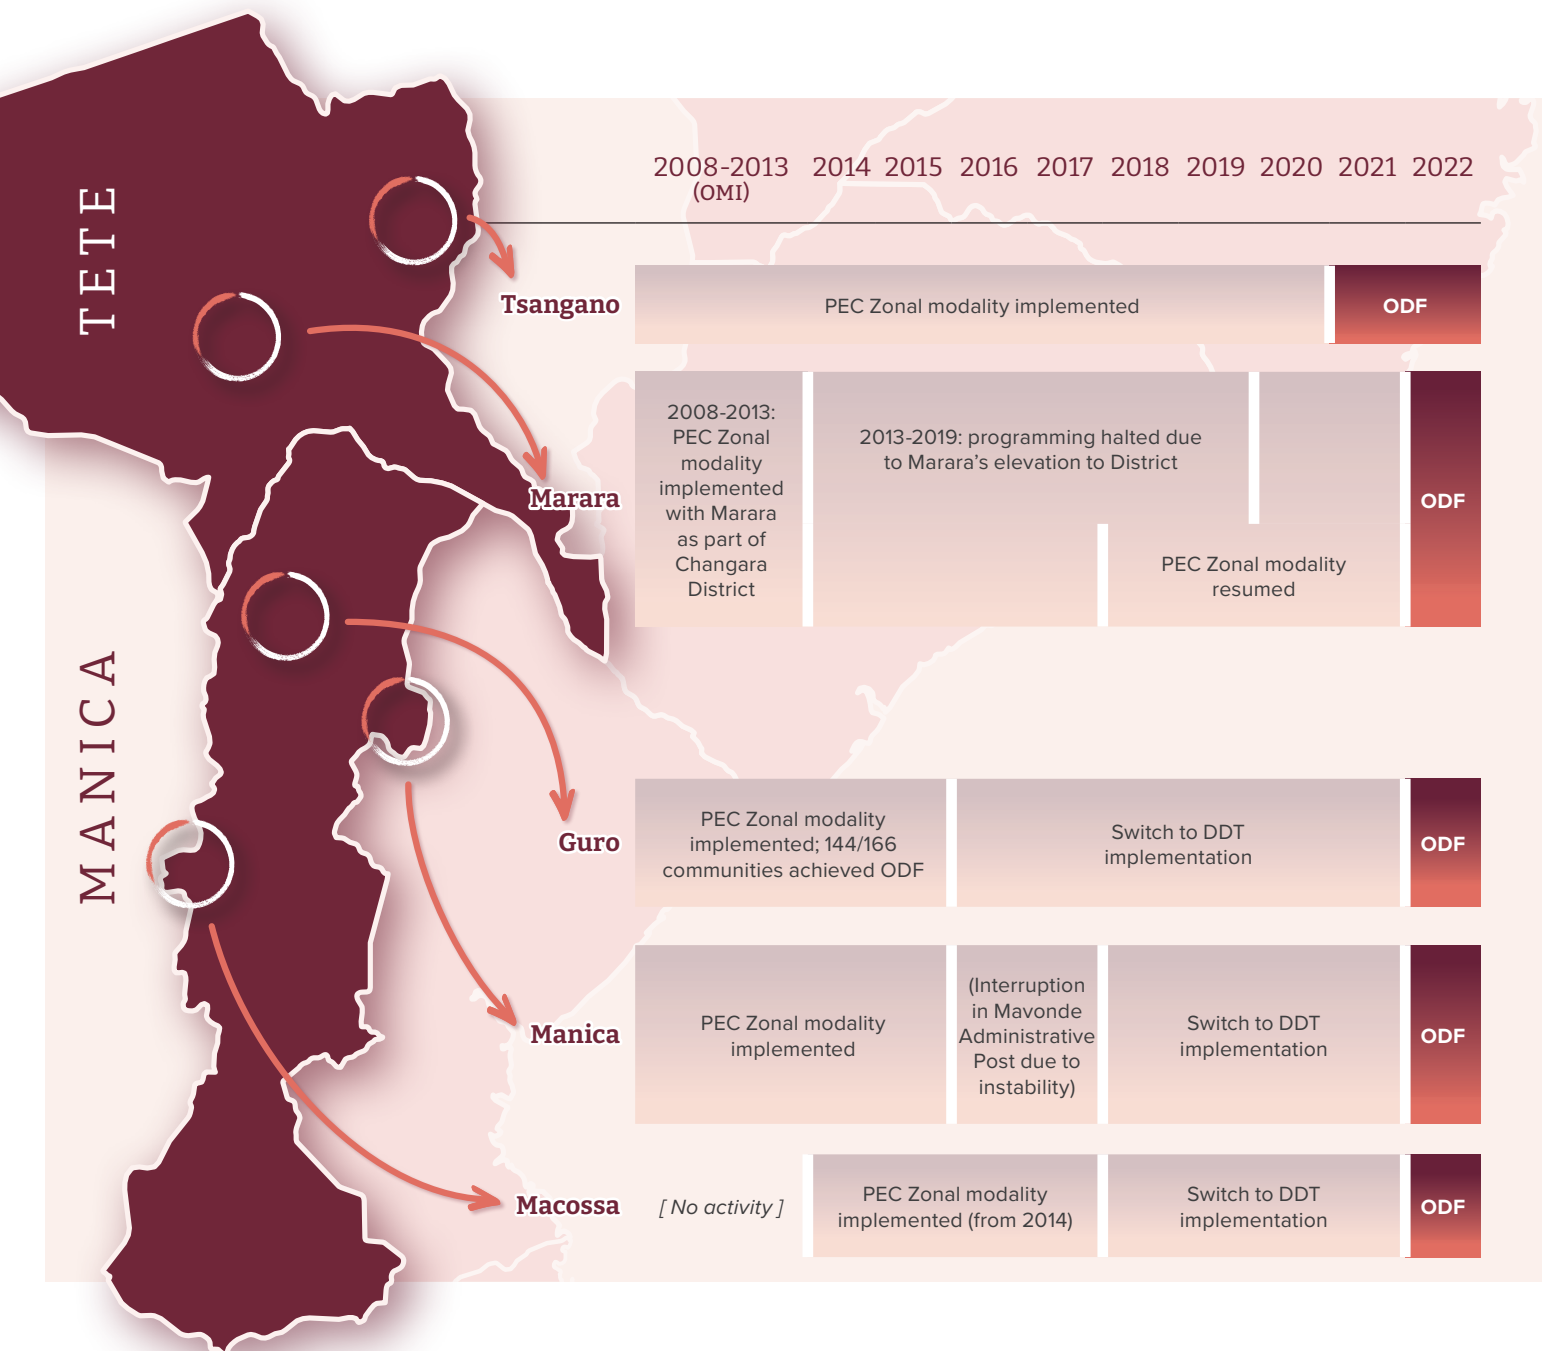 TETE
MANICA
2008-2013 2014 2015 2016 2017 2018 2019 2020 2021 2022
(OMI)
Tsangano
PEC Zonal modality implemented
ODF
Marara
2008-2013:
PEC Zonal
modality
implemented
with Marara
as part of
Changara
District
2013-2019: programming halted due
to Marara's elevation to District
PEC Zonal modality
resumed
ODF
Guro
PEC Zonal modality
implemented; 144/166
communities achieved ODF
Switch to DDT
implementation
ODF
Manica
PEC Zonal modality
implemented
(Interruption
in Mavonde
Administrative
Post due to
instability)
Switch to DDT
implementation
ODF
Macossa
[ No activity ]
PEC Zonal modality
implemented (from 2014)
Switch to DDT
implementation
ODF